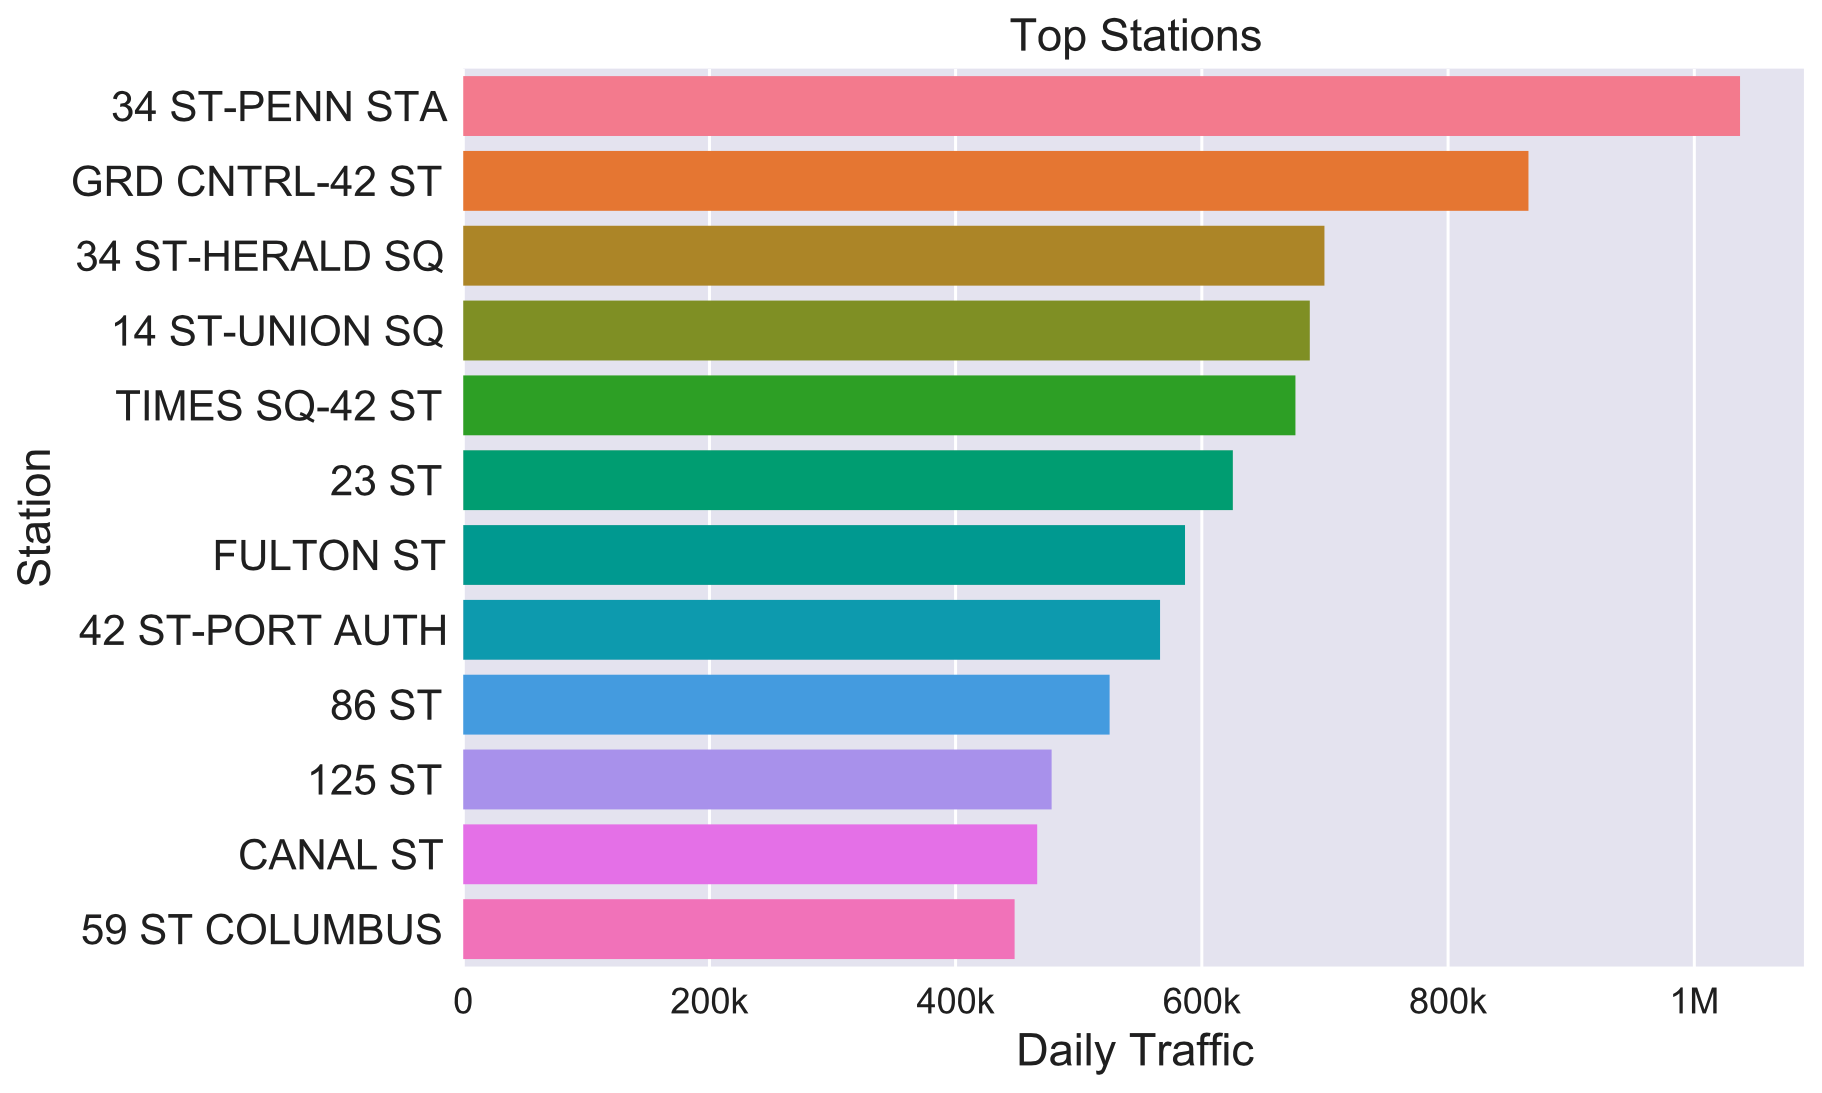 Top Stations
34 ST-PENN STA
GRD CNTRL-42 ST
34 ST-HERALD SQ
14 ST-UNION SQ
TIMES SQ-42 ST
23 ST
FULTON ST
42 ST-PORT AUTH
86 ST
125 ST
CANAL ST
59 ST COLUMBUS
Station
0 200k 400k 600k 800k 1M
Daily Traffic